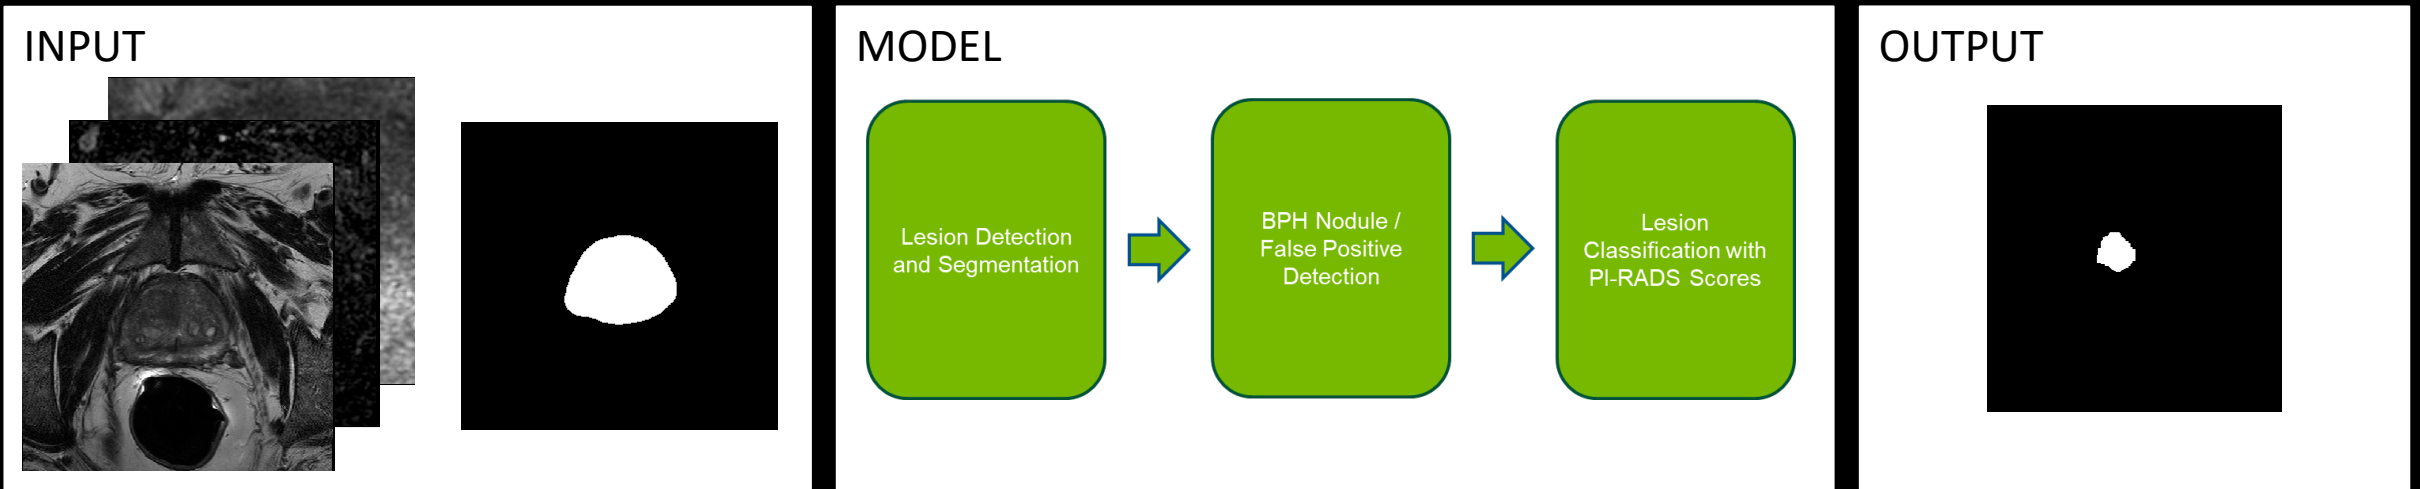 INPUT
MODEL
Lesion Detection
and Segmentation
BPH Nodule /
False Positive
Detection
Lesion
Classification with
PI-RADS Scores
OUTPUT